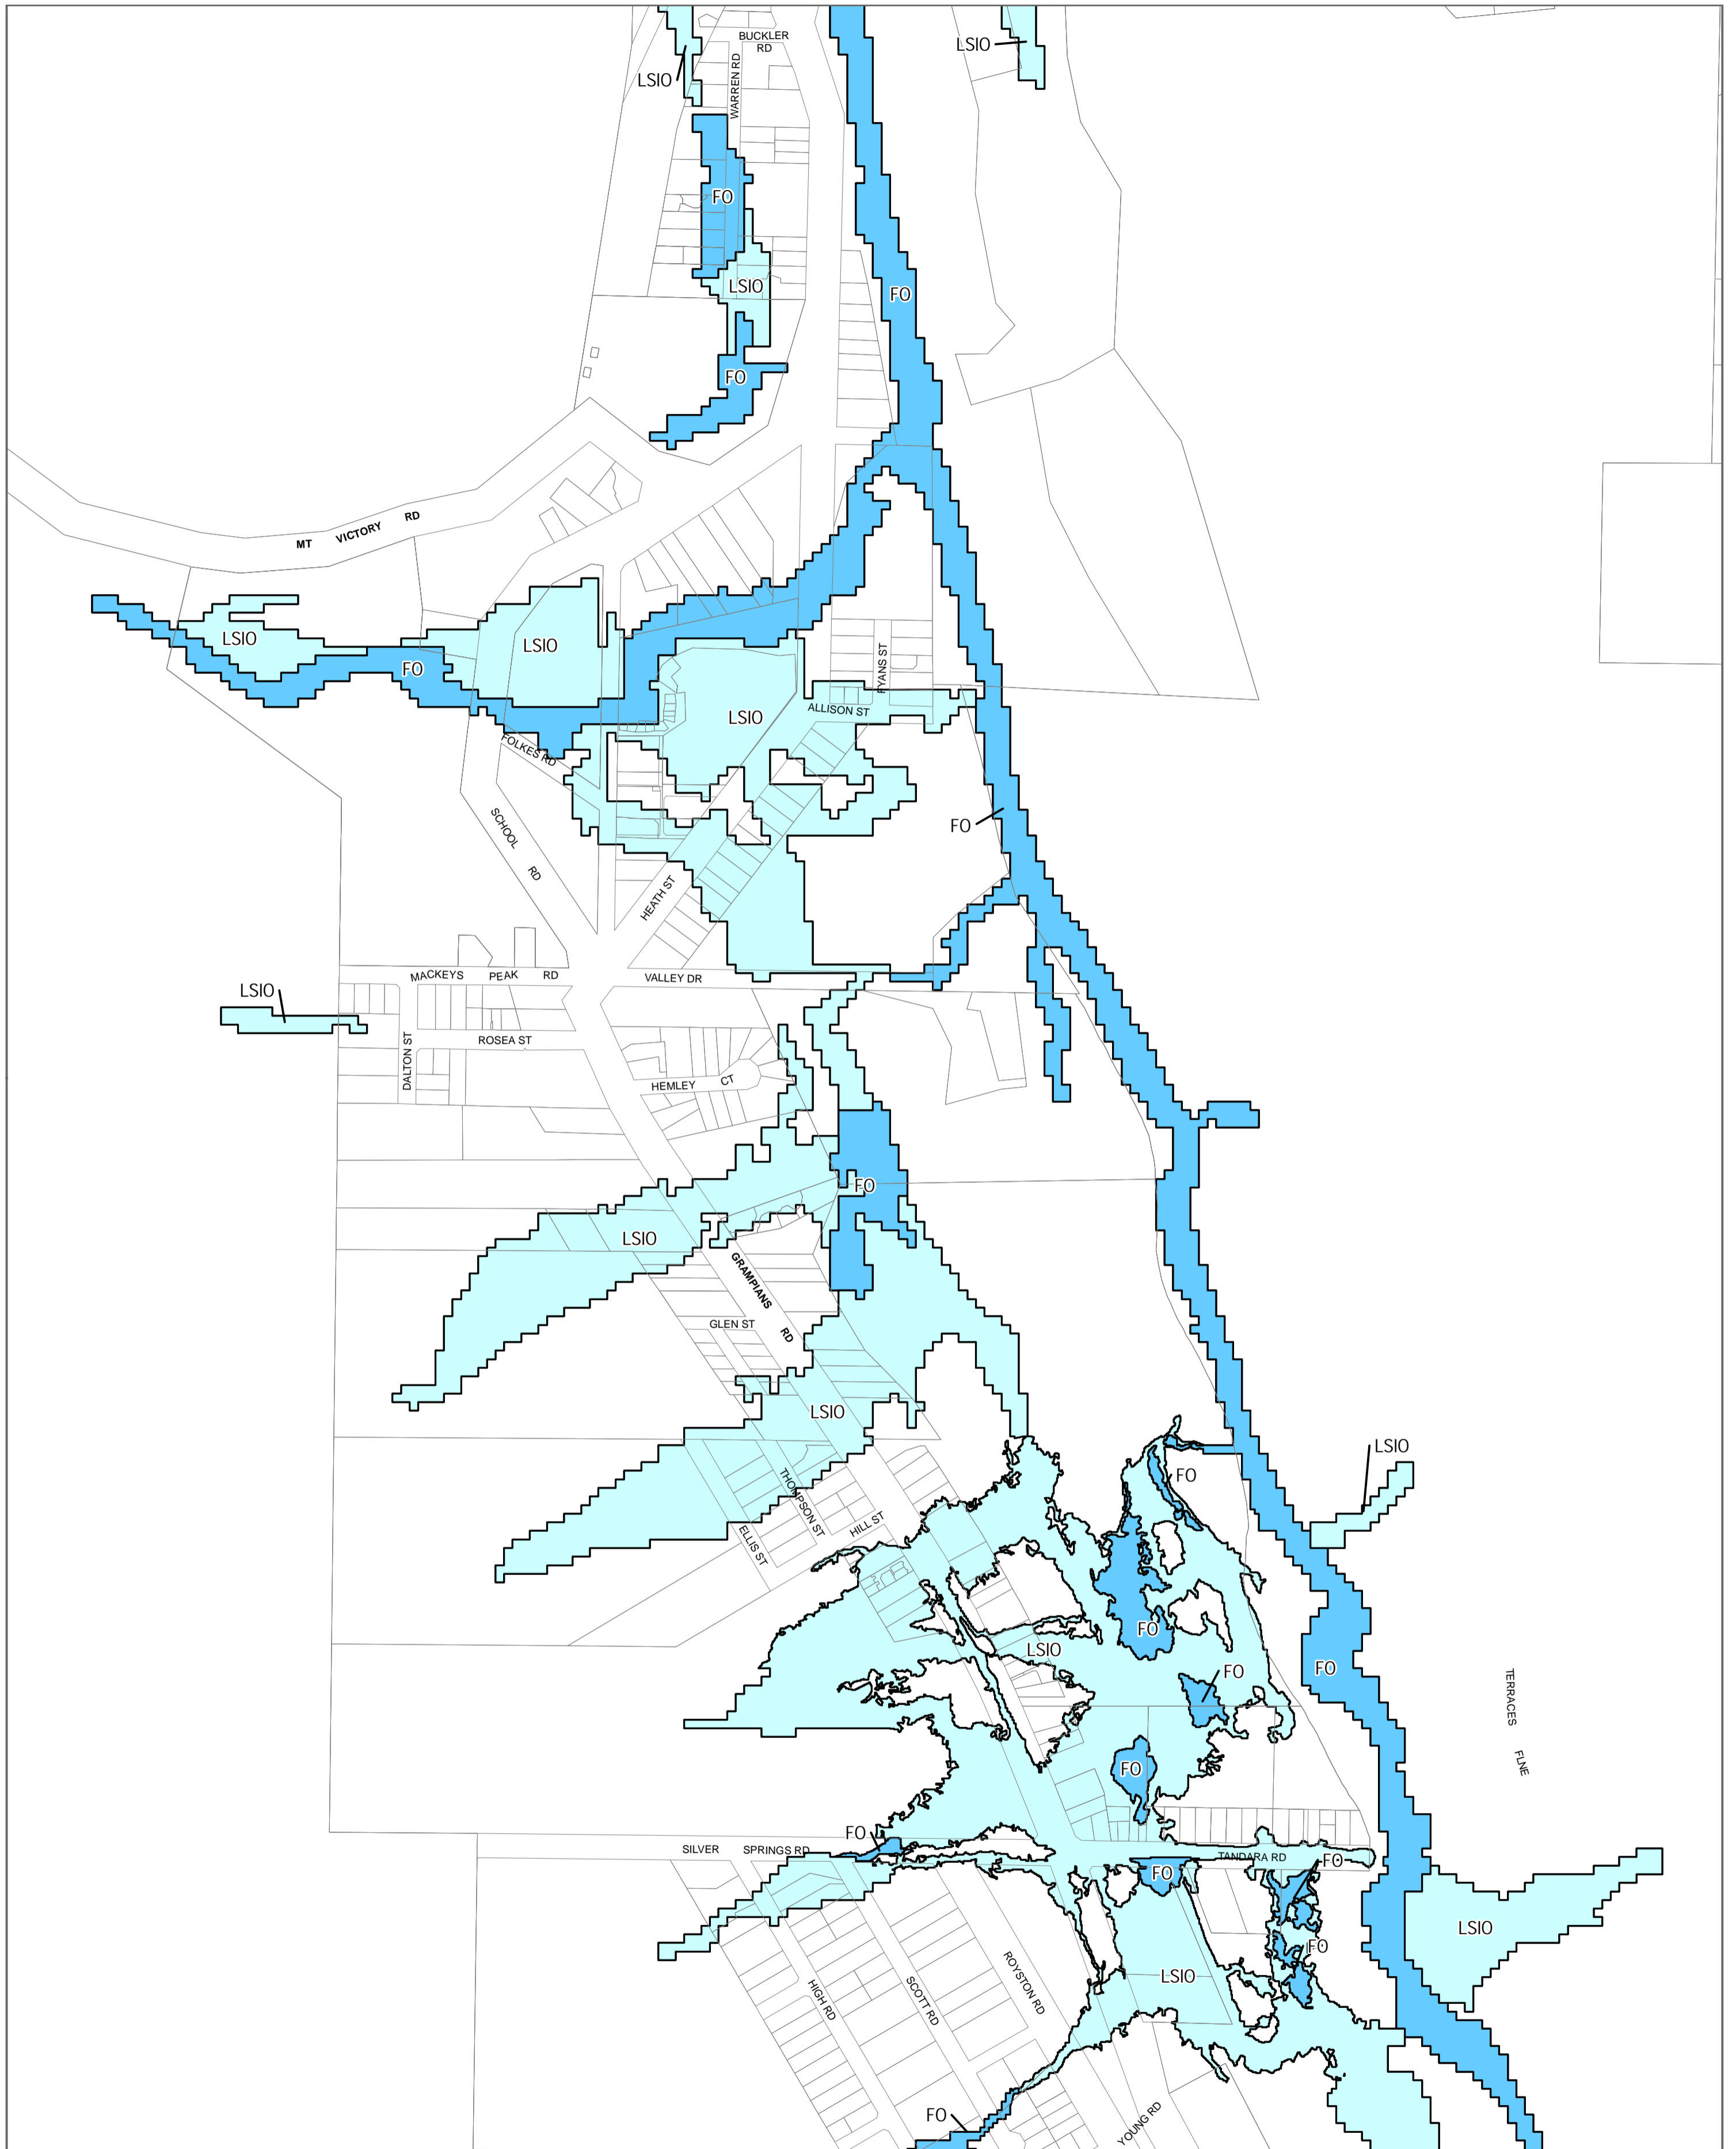 BUCKLER
RD
LSIO
LSIO
WARREN RD
FO
LSIO
FO
FO
MT VICTORY RD
LSIO
LSIO
FO
RYANS ST
ALLISON ST
LSIO
FOLKES RD
FO
SCHOOL RD
HEATH ST
MACKEYS PEAK RD
VALLEY DR
LSIO
ROSEA ST
DALTON ST
HEMLEY CT
FO
LSIO
GRAMPIANS RD
GLEN ST
LSIO
LSIO
FO
THOMPSON ST
HILL ST
ELLIS ST
FO
LSIO
FO
FO
TERRACES FLNE
FO
FO
SILVER SPRINGS RD
TANDARA RD
FO
FO
LSIO
FO
LSIO
ROYSTON RD
HIGH RD
SCOTT RD
FO
YOUNG RD